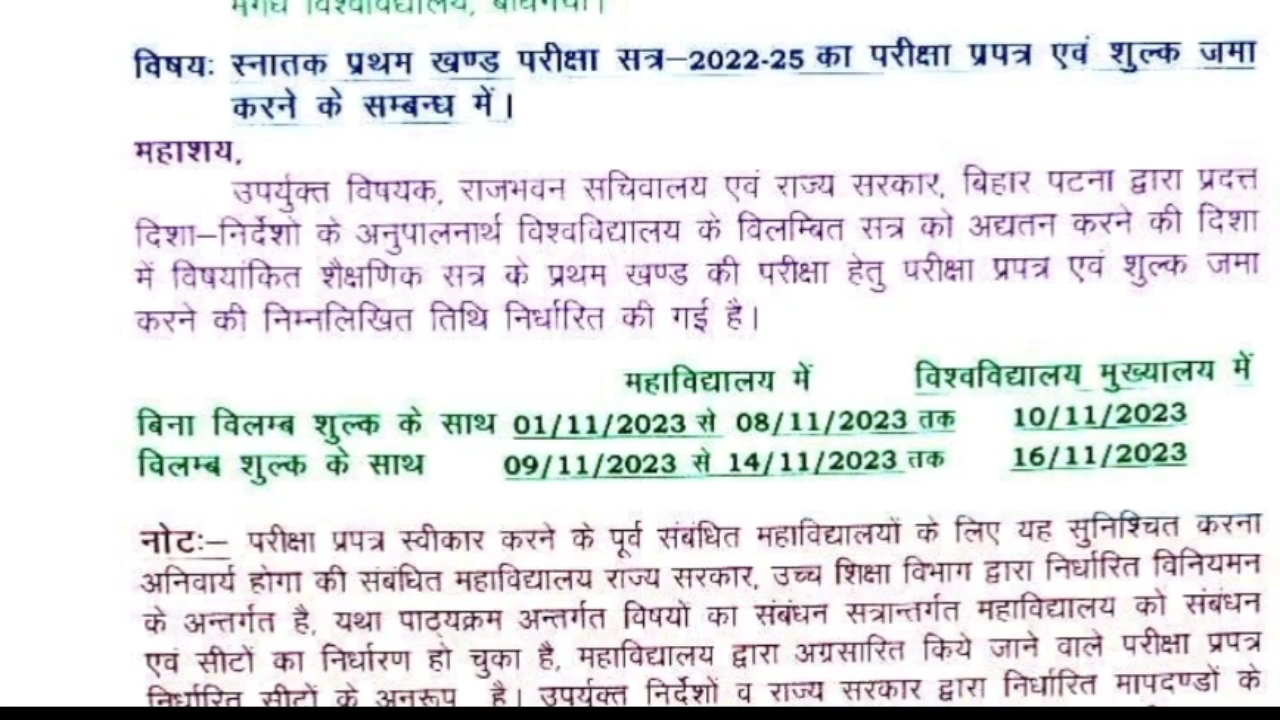 मगध विश्वविद्यालय, बोधगया।
विषयः स्नातक प्रथम खण्ड परीक्षा सत्र–2022-25 का परीक्षा प्रपत्र एवं शुल्क जमा
करने के सम्बन्ध में।
महाशय,
उपर्युक्त विषयक, राजभवन सचिवालय एवं राज्य सरकार, बिहार पटना द्वारा प्रदत्त
दिशा–निर्देशो के अनुपालनार्थ विश्वविद्यालय के विलम्बित सत्र को अद्यतन करने की दिशा
में विषयांकित शैक्षणिक सत्र के प्रथम खण्ड की परीक्षा हेतु परीक्षा प्रपत्र एवं शुल्क जमा
करने की निम्नलिखित तिथि निर्धारित की गई है।
महाविद्यालय में विश्वविद्यालय मुख्यालय में
बिना विलम्ब शुल्क के साथ 01/11/2023 से 08/11/2023 तक 10/11/2023
विलम्ब शुल्क के साथ 09/11/2023 से 14/11/2023 तक 16/11/2023
नोटः– परीक्षा प्रपत्र स्वीकार करने के पूर्व संबंधित महाविद्यालयों के लिए यह सुनिश्चित करना
अनिवार्य होगा की संबंधित महाविद्यालय राज्य सरकार, उच्च शिक्षा विभाग द्वारा निर्धारित विनियमन
के अन्तर्गत है, यथा पाठ्यक्रम अन्तर्गत विषयों का संबंधन सत्रान्तर्गत महाविद्यालय को संबंधन
एवं सीटों का निर्धारण हो चुका है, महाविद्यालय द्वारा अग्रसारित किये जाने वाले परीक्षा प्रपत्र
निर्धारित सीटों के अनुरूप है। उपर्युक्त निर्देशों व राज्य सरकार द्वारा निर्धारित मापदण्डों के